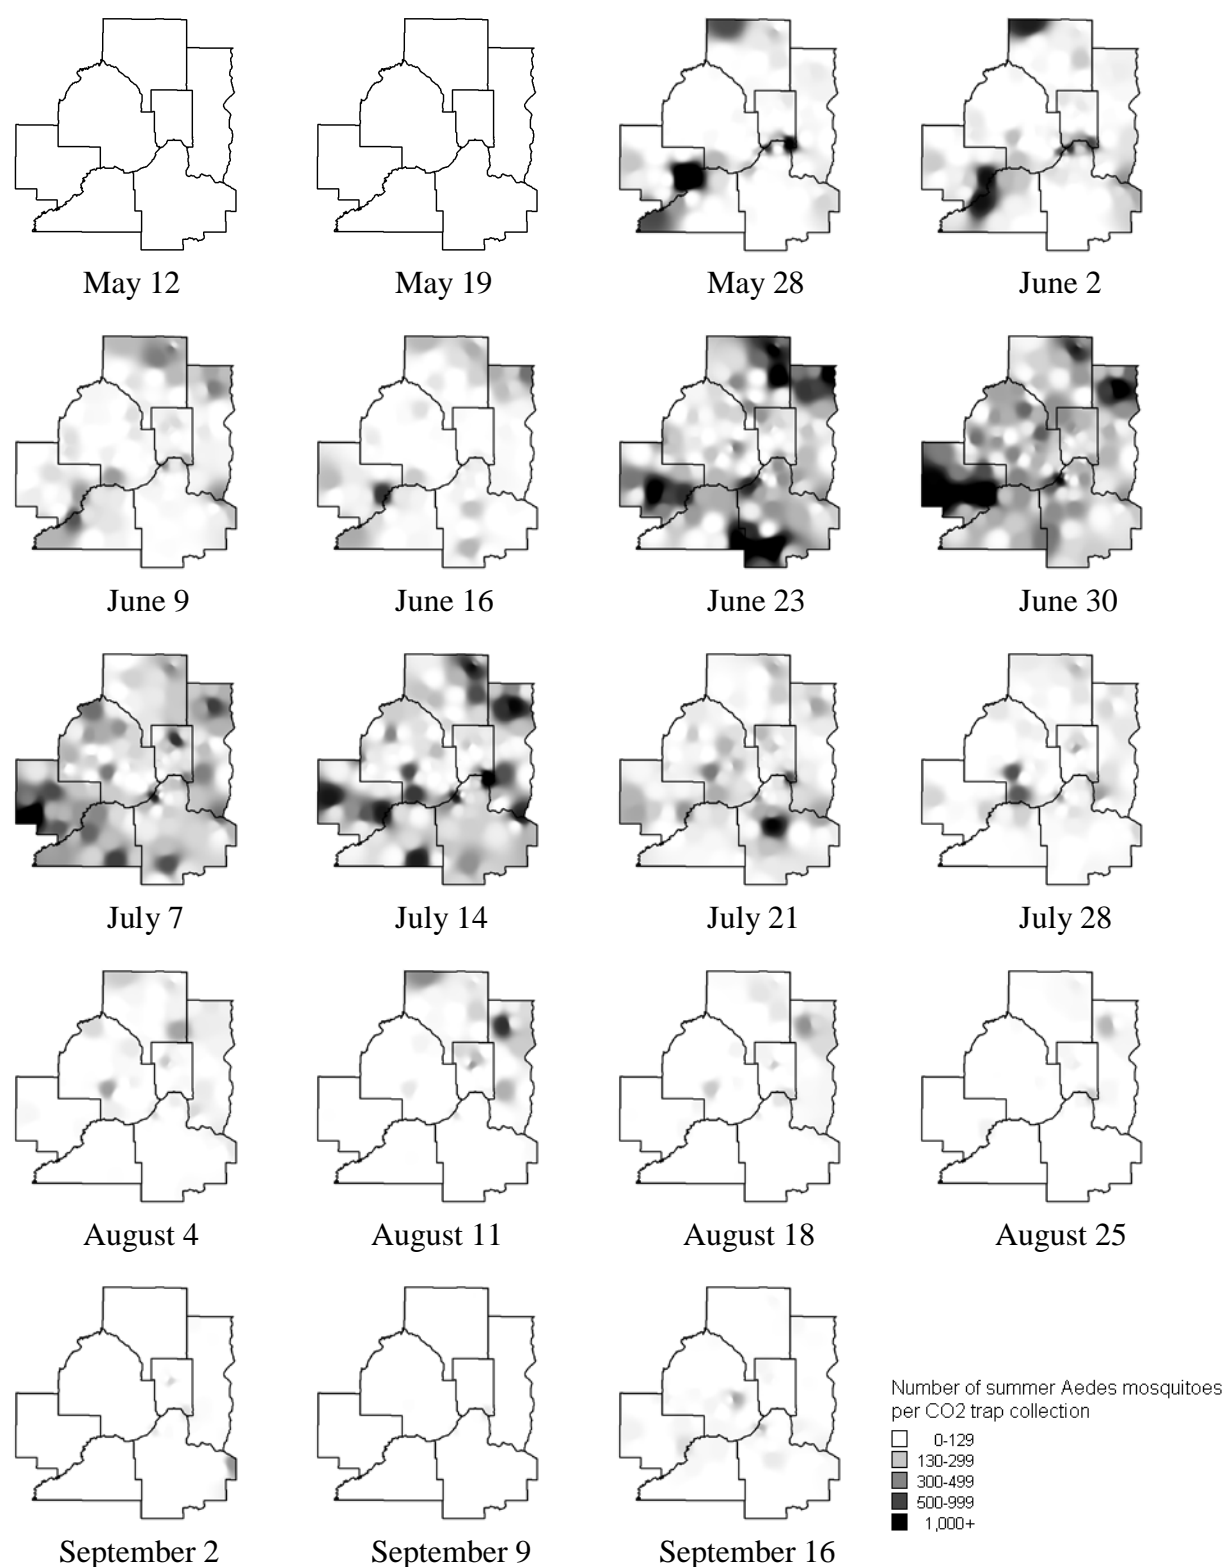 May 12
May 19
May 28
June 2
June 9
June 16
June 23
June 30
July 7
July 14
July 21
July 28
August 4
August 11
August 18
August 25
September 2
September 9
September 16
Number of summer Aedes mosquitoes
per CO2 trap collection
0-129
130-299
300-499
500-999
1,000+